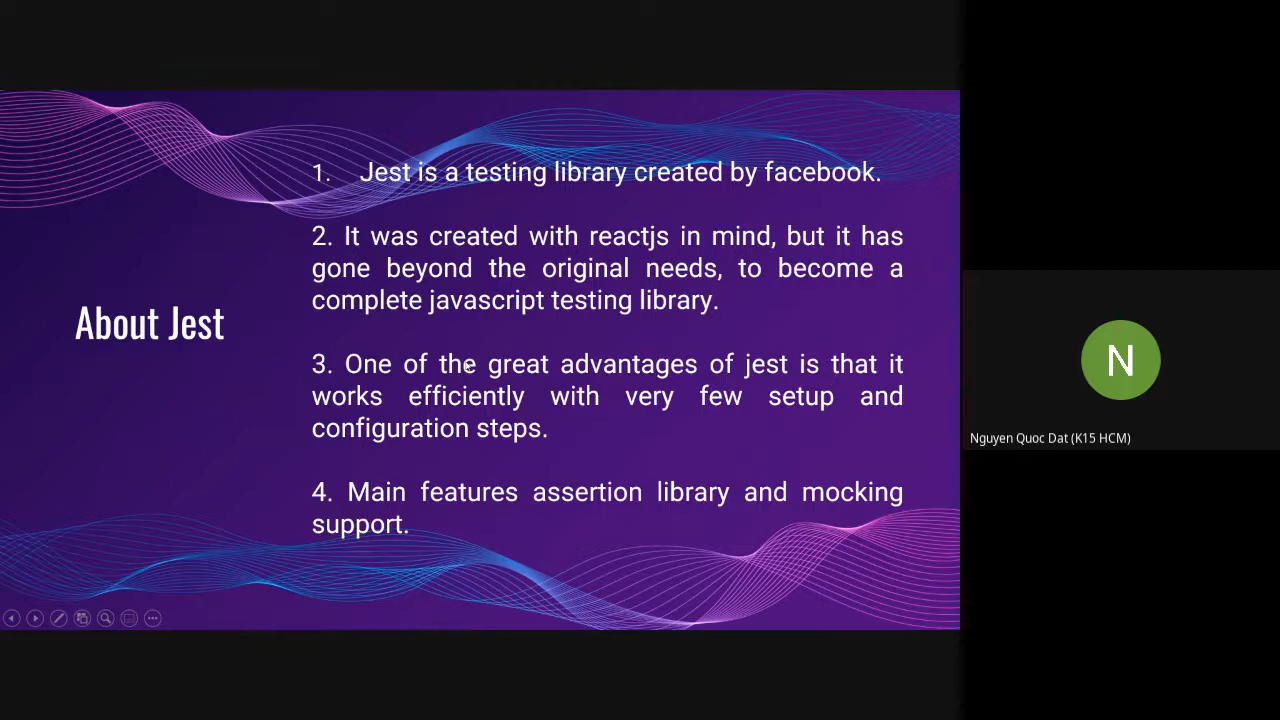 About Jest
1. Jest is a testing library created by facebook.
2. It was created with reactjs in mind, but it has
gone beyond the original needs, to become a
complete javascript testing library.
3. One of the great advantages of jest is that it
works efficiently with very few setup and
configuration steps.
4. Main features assertion library and mocking
support.
N
Nguyen Quoc Dat (K15 HCM)